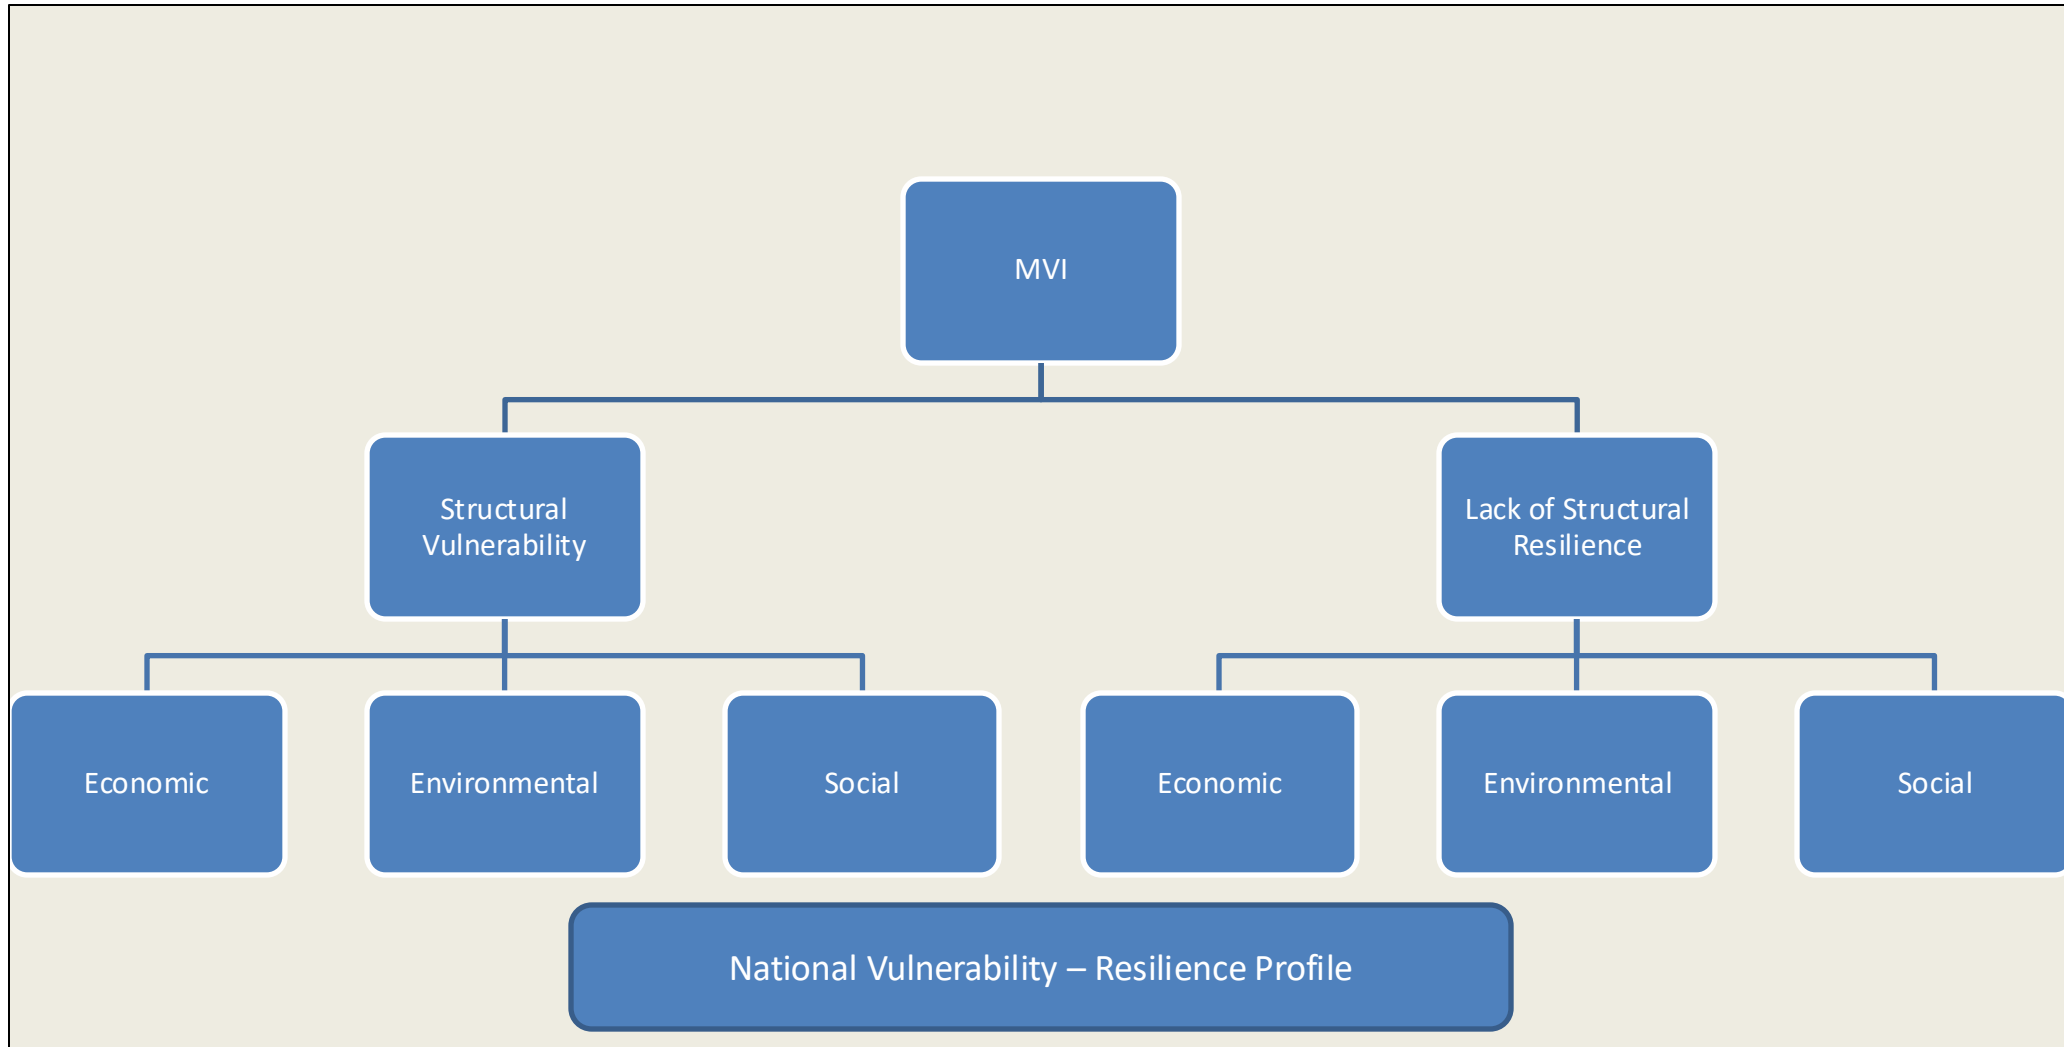 MVI
Structural
Vulnerability
Lack of Structural
Resilience
Economic
Environmental
Social
Economic
Environmental
Social
National Vulnerability – Resilience Profile